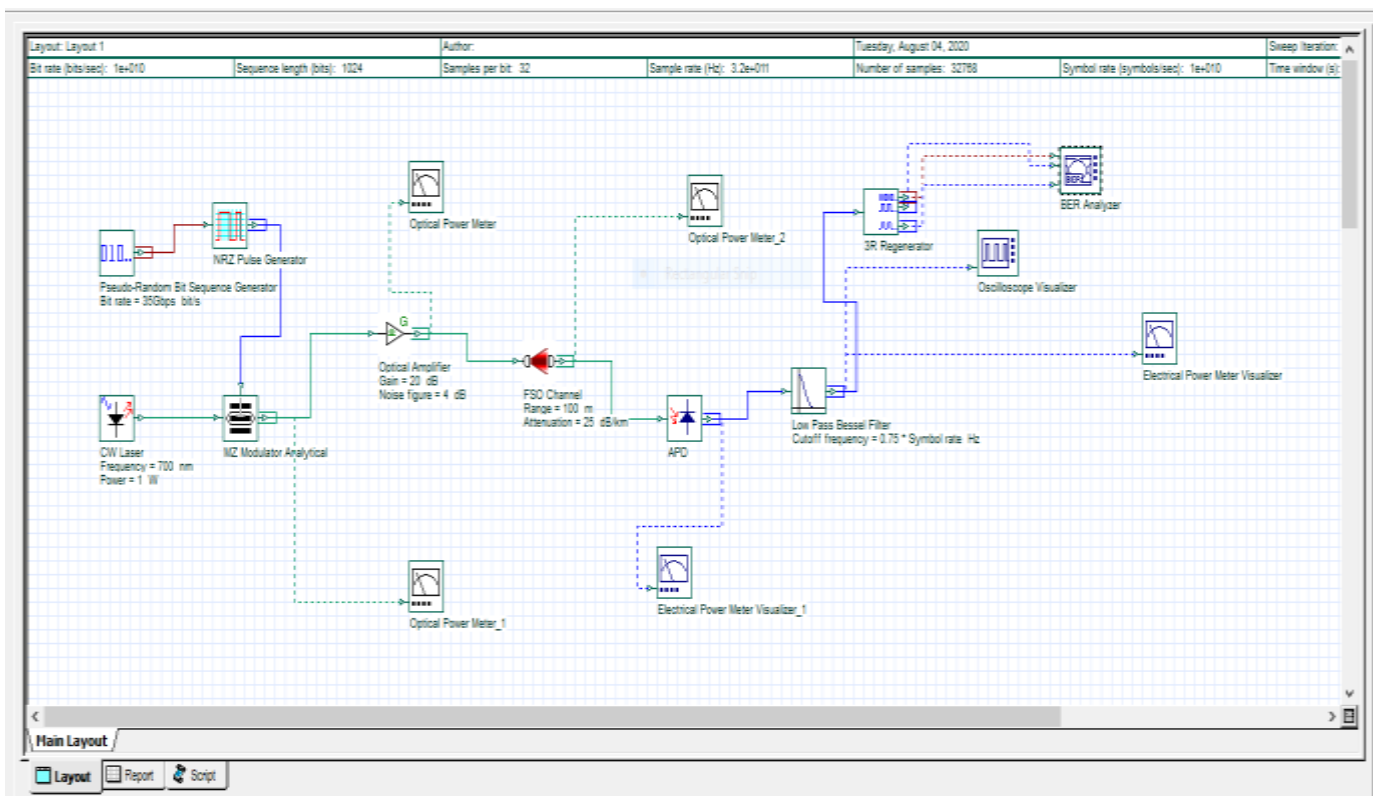 Layout: Layout 1
Author:
Tuesday, August 04, 2020
Sweep Iteration:
Bit rate (bits/sec): 1e+010
Sequence length (bits): 1024
Samples per bit: 32
Sample rate (Hz): 3.2e+011
Number of samples: 32768
Symbol rate (symbols/sec): 1e+010
Time window (s):
BER
BER Analyzer
Optical Power Meter
Optical Power Meter_2
3R Regenerator
NRZ Pulse Generator
010..
Pseudo-Random Bit Sequence Generator
Bit rate = 35Gbps bit/s
Oscilloscope Visualizer
G
Optical Amplifier
Gain = 20 dB
Noise figure = 4 dB
FSO Channel
Range = 100 m
Attenuation = 25 dB/km
Electrical Power Meter Visualizer
Low Pass Bessel Filter
Cutoff frequency = 0.75 * Symbol rate Hz
CW Laser
Frequency = 700 nm
Power = 1 W
MZ Modulator Analytical
APD
Optical Power Meter_1
Electrical Power Meter Visualizer_1
Main Layout
Layout
Report
Script